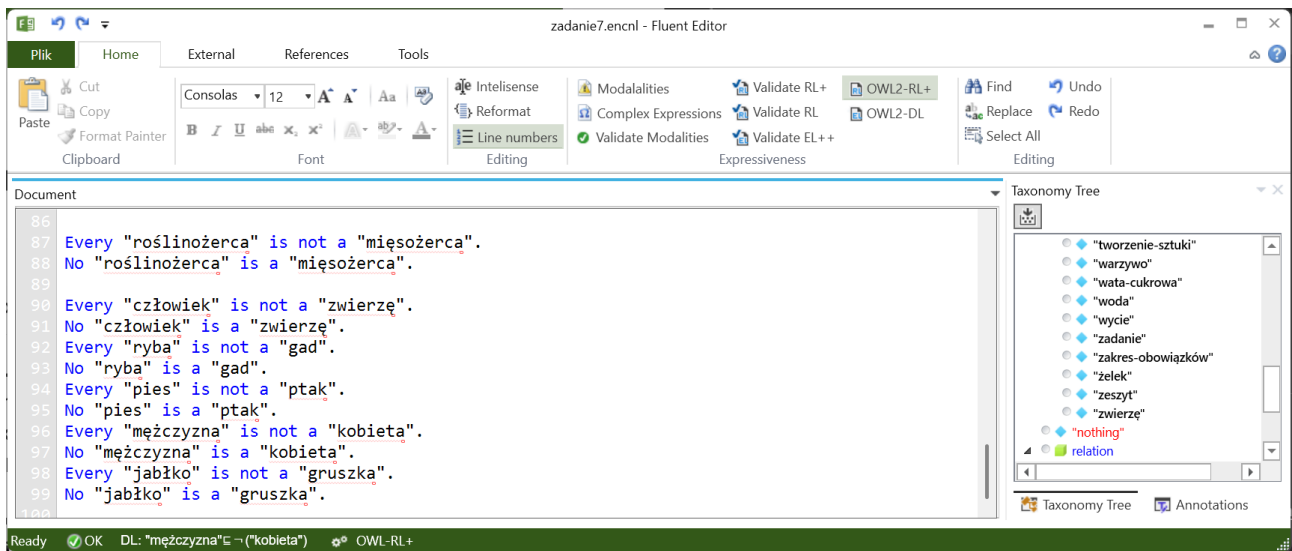 zadanie7.encnl - Fluent Editor
Plik Home External References Tools
Paste
Cut
Copy
Format Painter
Clipboard
Consolas 12 A A Aa
B I U abc x₂ x² A ab A
Font
Intelisense
Reformat
Line numbers
Editing
Modalalities
Complex Expressions
Validate Modalities
Validate RL+
Validate RL
Validate EL++
OWL2-RL+
OWL2-DL
Expressiveness
Find
Replace
Select All
Undo
Redo
Editing
Document
86
87 Every "roślinożerca" is not a "mięsożerca".
88 No "roślinożerca" is a "mięsożerca".
89
90 Every "człowiek" is not a "zwierzę".
91 No "człowiek" is a "zwierzę".
92 Every "ryba" is not a "gad".
93 No "ryba" is a "gad".
94 Every "pies" is not a "ptak".
95 No "pies" is a "ptak".
96 Every "mężczyzna" is not a "kobieta".
97 No "mężczyzna" is a "kobieta".
98 Every "jabłko" is not a "gruszka".
99 No "jabłko" is a "gruszka".
100
Taxonomy Tree
"tworzenie-sztuki"
"warzywo"
"wata-cukrowa"
"woda"
"wycie"
"zadanie"
"zakres-obowiązków"
"żelek"
"zeszyt"
"zwierzę"
"nothing"
relation
Taxonomy Tree Annotations
Ready OK DL: "mężczyzna"⊑¬("kobieta") OWL-RL+